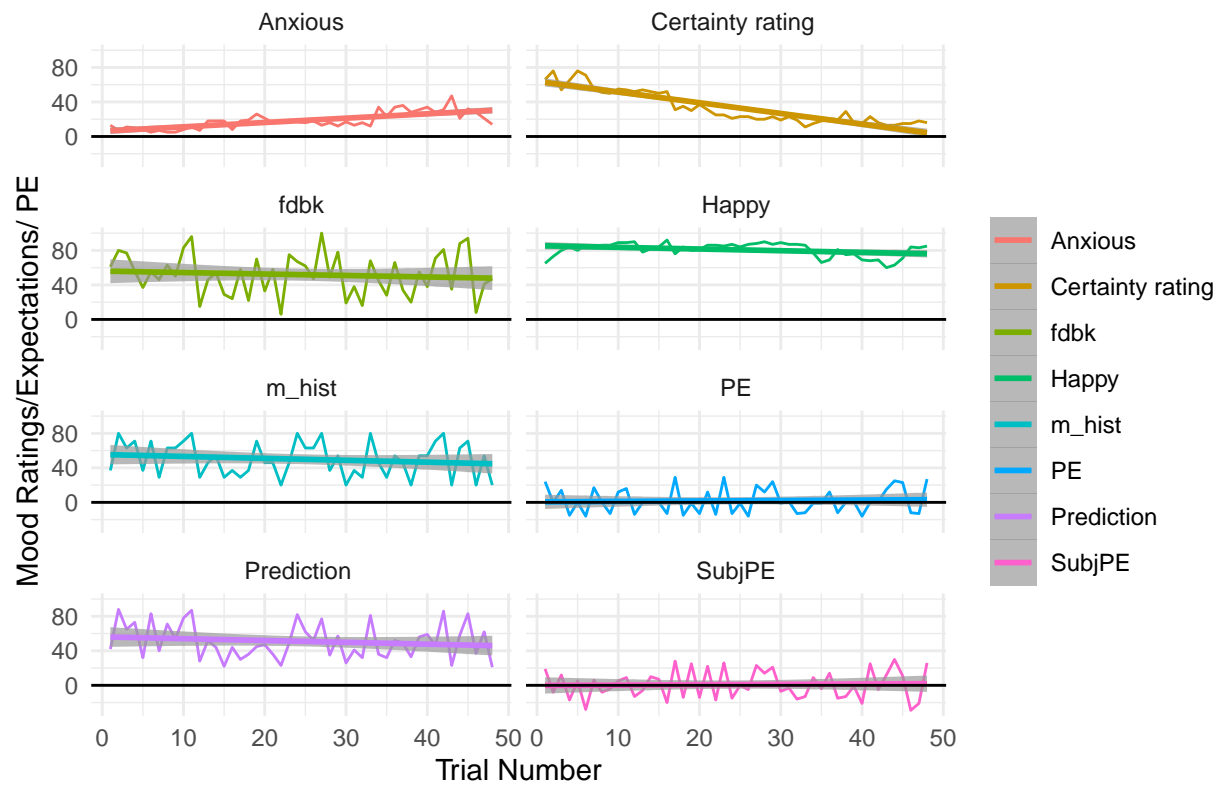 Anxious
Certainty rating
80
40
0
fdbk
Happy
80
40
0
m_hist
PE
80
40
0
Prediction
SubjPE
80
40
0
0 10 20 30 40 50 0 10 20 30 40 50
Trial Number
Mood Ratings/Expectations/ PE
Anxious
Certainty rating
fdbk
Happy
m_hist
PE
Prediction
SubjPE